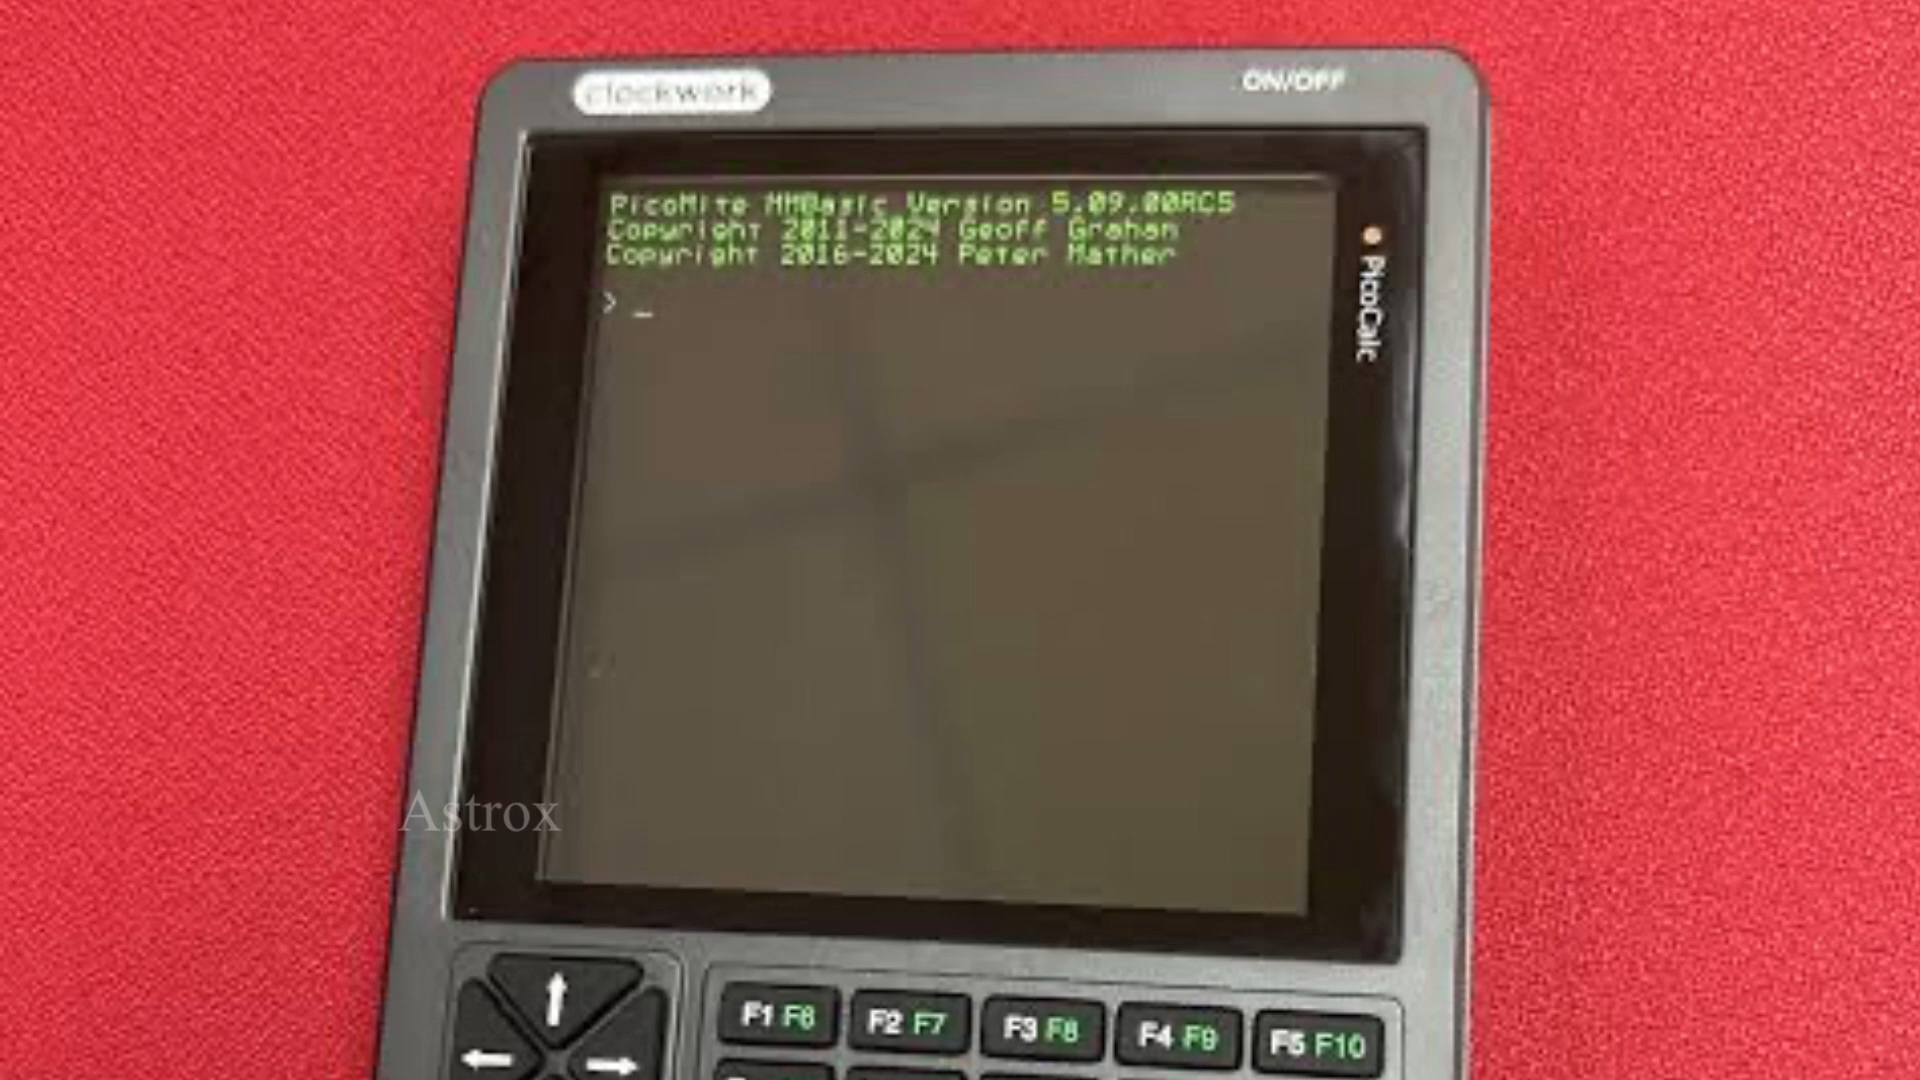 clockwork
ON/OFF
PicoMite MMBasic Version 5.09.00RC5
Copyright 2011-2024 Geoff Graham
Copyright 2016-2024 Peter Mather
> _
PicoCalc
Astrox
F1 F6
F2 F7
F3 F8
F4 F9
F5 F10